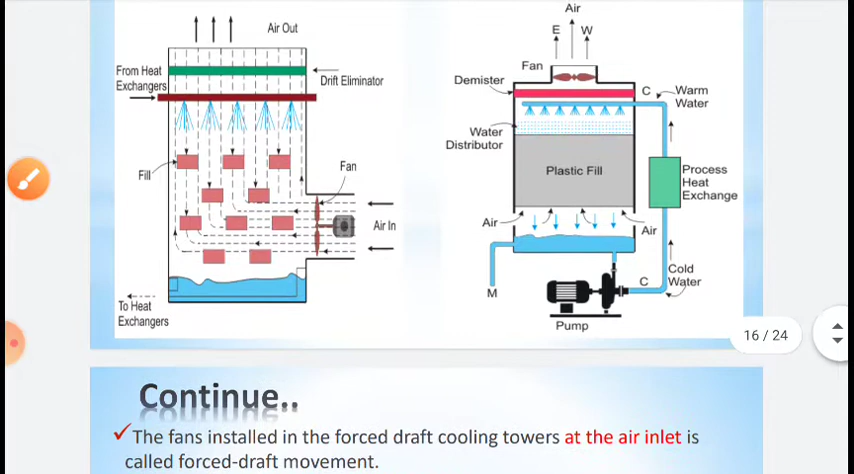 Air Out
From Heat
Exchangers
Drift Eliminator
Fill
Fan
Air In
To Heat
Exchangers
Air
E W
Fan
Demister
C
Warm
Water
Water
Distributor
Plastic Fill
Process
Heat
Exchange
Air
Air
M
C
Cold
Water
Pump
16 / 24
Continue..
The fans installed in the forced draft cooling towers at the air inlet is
called forced-draft movement.